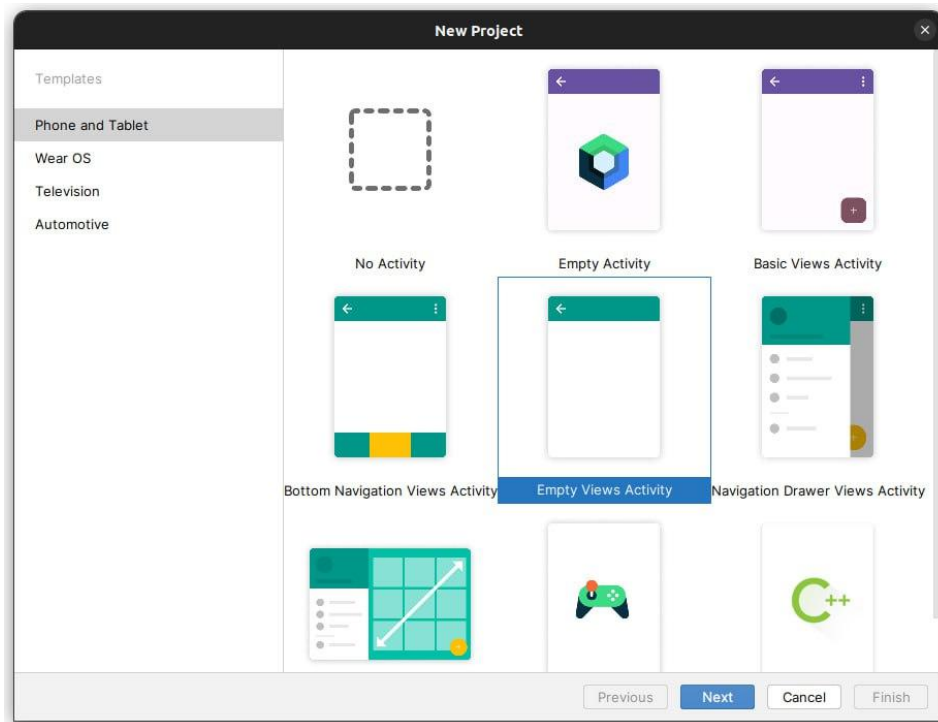 New Project
Templates
Phone and Tablet
Wear OS
Television
Automotive
No Activity
Empty Activity
Basic Views Activity
Bottom Navigation Views Activity
Empty Views Activity
Navigation Drawer Views Activity
C++
Previous
Next
Cancel
Finish